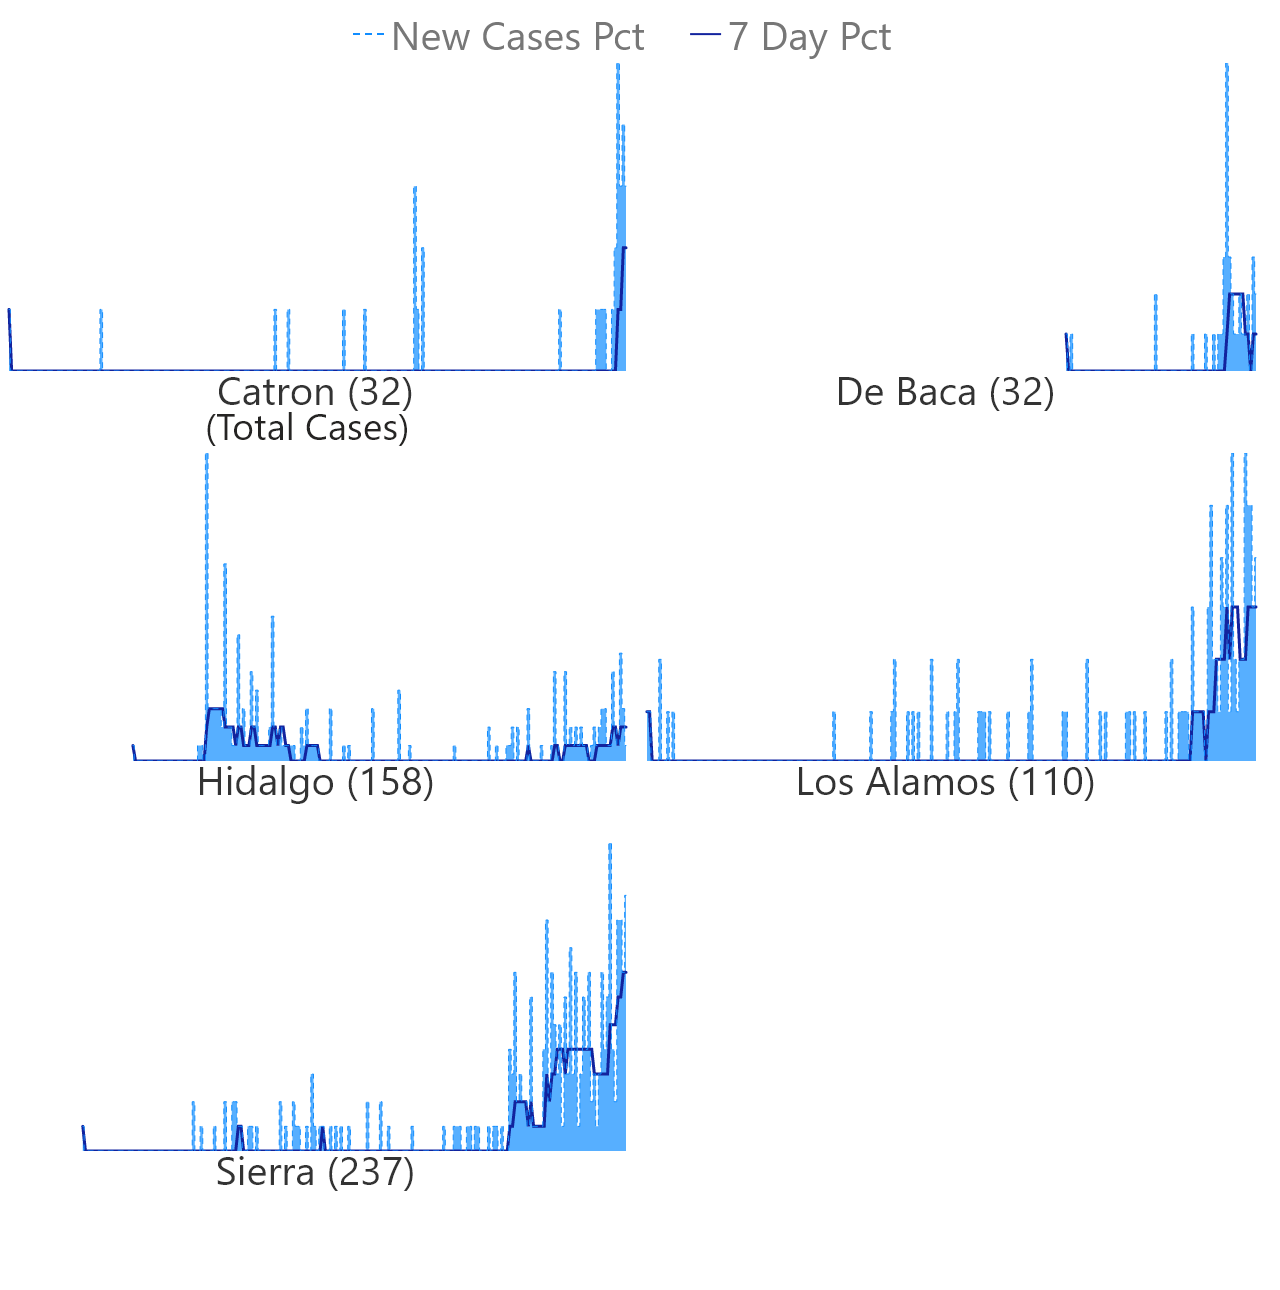 New Cases Pct 7 Day Pct
Catron (32) De Baca (32)
(Total Cases)
Hidalgo (158) Los Alamos (110)
Sierra (237)